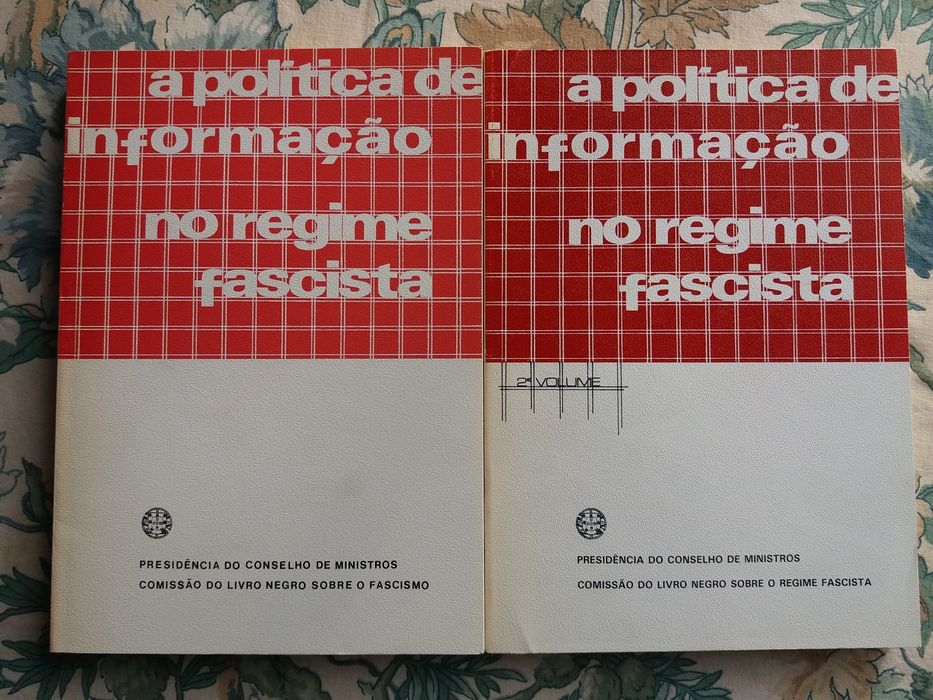 a política de
informação
no regime
fascista
PRESIDÊNCIA DO CONSELHO DE MINISTROS
COMISSÃO DO LIVRO NEGRO SOBRE O FASCISMO
a política de
informação
no regime
fascista
2º VOLUME
PRESIDÊNCIA DO CONSELHO DE MINISTROS
COMISSÃO DO LIVRO NEGRO SOBRE O REGIME FASCISTA